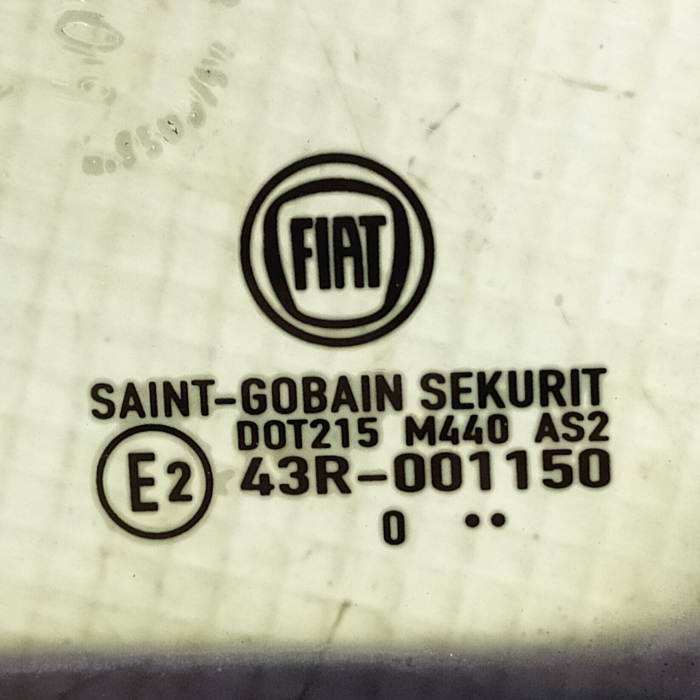 FIAT
SAINT-GOBAIN SEKURIT
DOT215 M440 AS2
E2 43R-001150
0 ••